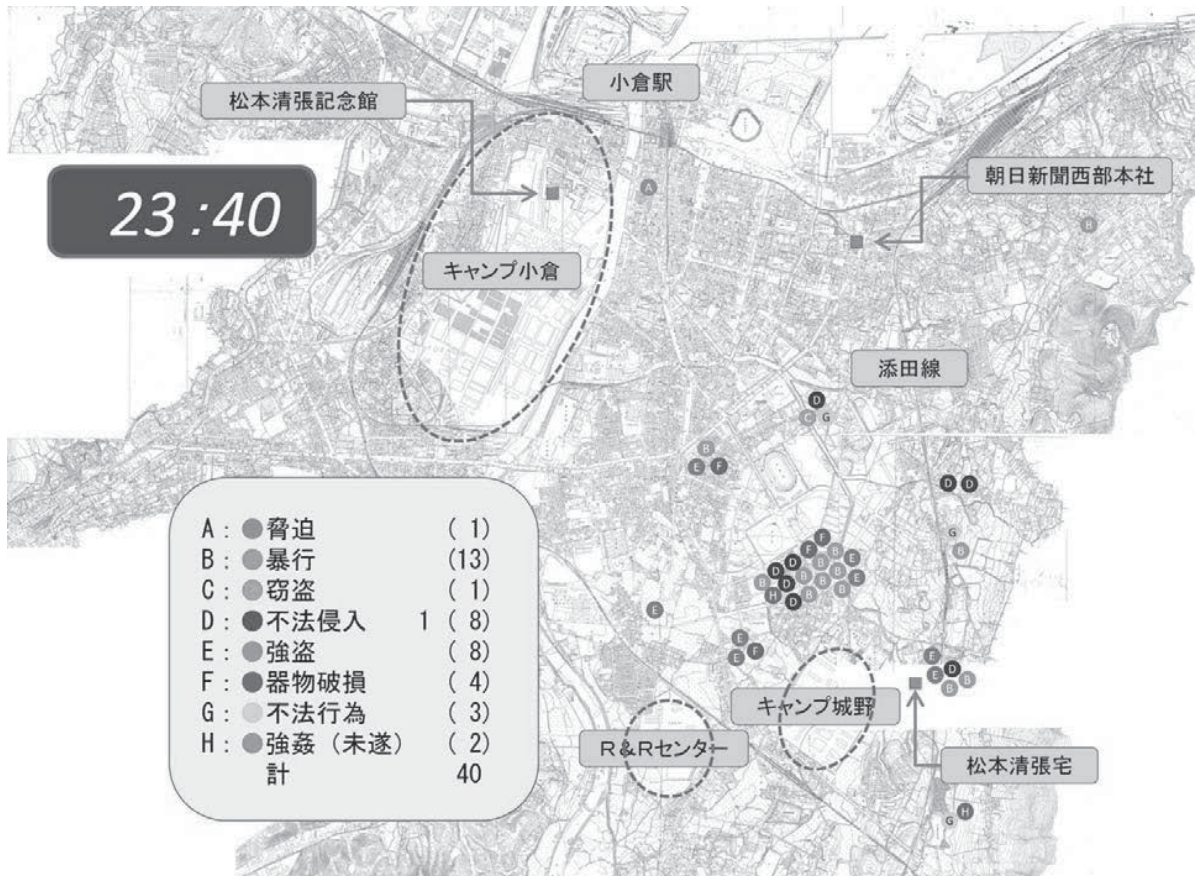 小倉駅
松本清張記念館
朝日新聞西部本社
23:40
A
B
キャンプ小倉
添田線
D
C G
B
E F
D D
G
B
A : 脅迫 ( 1)
B : 暴行 (13)
C : 窃盗 ( 1)
D : 不法侵入 1 ( 8)
E : 強盗 ( 8)
F : 器物破損 ( 4)
G : 不法行為 ( 3)
H : 強姦（未遂） ( 2)
計 40
F
F B E
D D B B
D B B B E
B D B B B
H D B
E
E
E F
E
E D B
B
キャンプ城野
R&Rセンター
松本清張宅
H
G